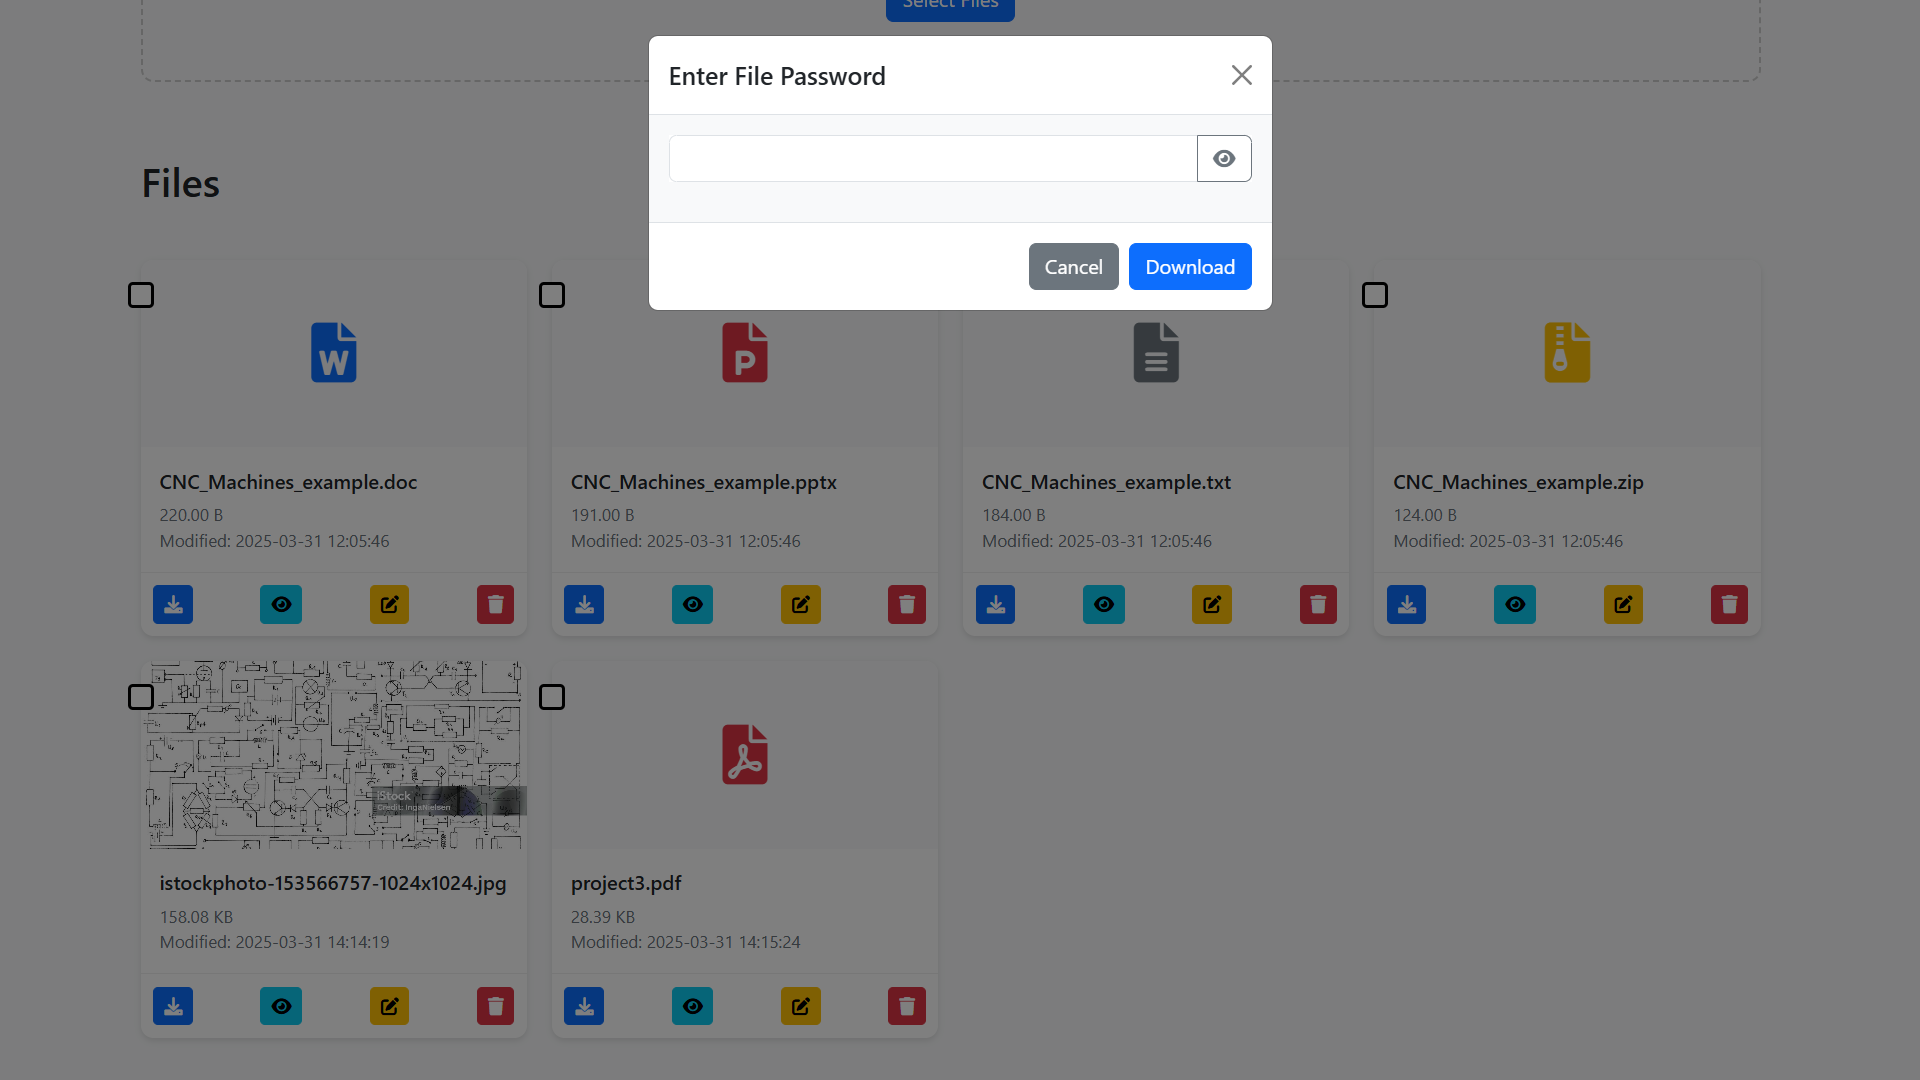 Select Files
Enter File Password
Cancel
Download
Files
W
P
CNC_Machines_example.doc
220.00 B
Modified: 2025-03-31 12:05:46
CNC_Machines_example.pptx
191.00 B
Modified: 2025-03-31 12:05:46
CNC_Machines_example.txt
184.00 B
Modified: 2025-03-31 12:05:46
CNC_Machines_example.zip
124.00 B
Modified: 2025-03-31 12:05:46
iStock
istockphoto-153566757-1024x1024.jpg
158.08 KB
Modified: 2025-03-31 14:14:19
project3.pdf
28.39 KB
Modified: 2025-03-31 14:15:24